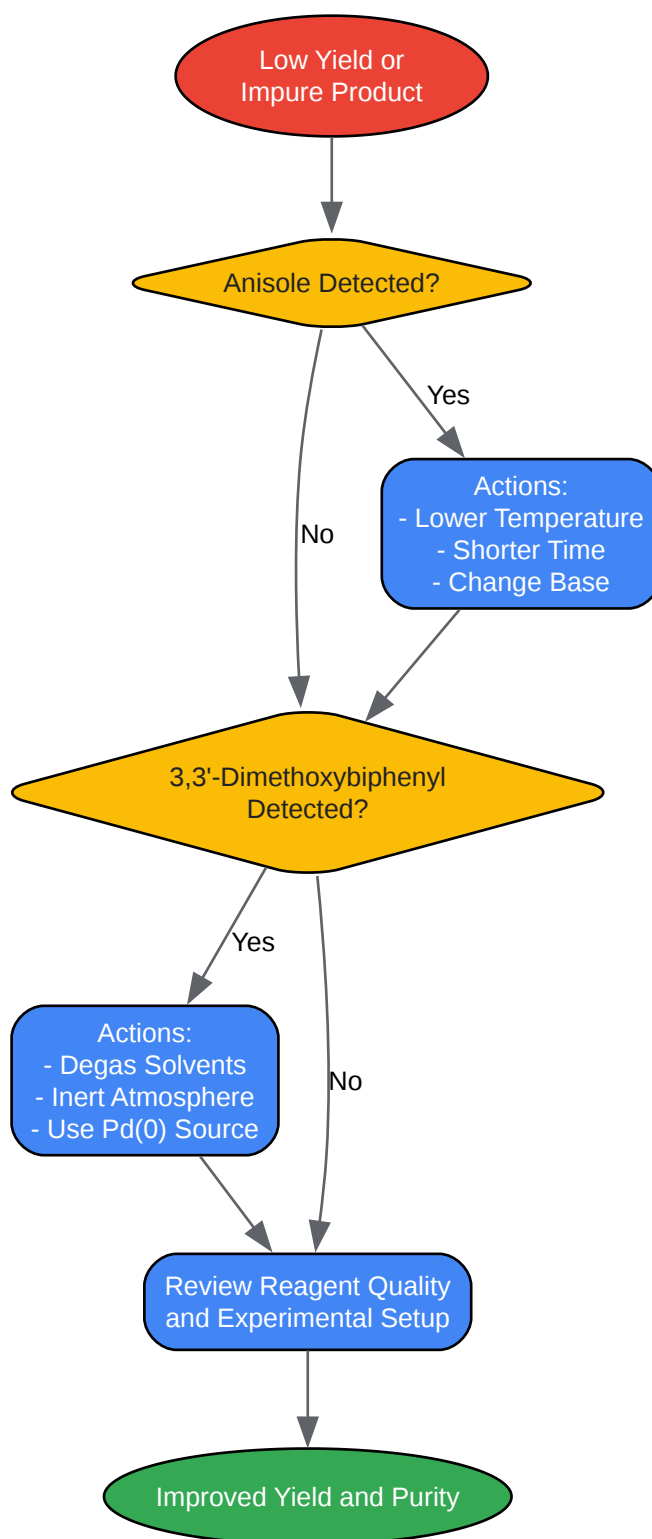 Low Yield or
Impure Product
Anisole Detected?
Yes
Actions:
- Lower Temperature
- Shorter Time
- Change Base
No
3,3'-Dimethoxybiphenyl
Detected?
Yes
Actions:
- Degas Solvents
- Inert Atmosphere
- Use Pd(0) Source
No
Review Reagent Quality
and Experimental Setup
Improved Yield and Purity